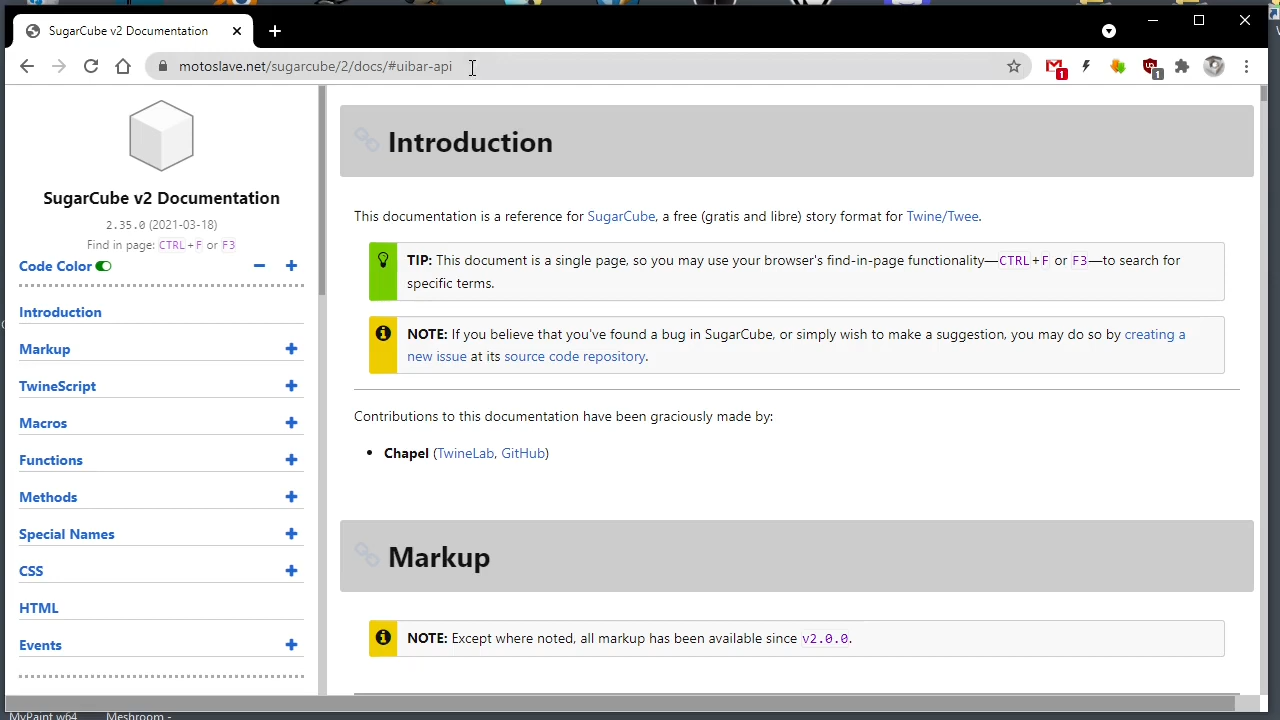 SugarCube v2 Documentation
motoslave.net/sugarcube/2/docs/#uibar-api
1
1
SugarCube v2 Documentation
2.35.0 (2021-03-18)
Find in page: CTRL+F or F3
Code Color
Introduction
Markup
TwineScript
Macros
Functions
Methods
Special Names
CSS
HTML
Events
Introduction
This documentation is a reference for SugarCube, a free (gratis and libre) story format for Twine/Twee.
TIP: This document is a single page, so you may use your browser's find-in-page functionality—CTRL+F or F3—to search for
specific terms.
NOTE: If you believe that you've found a bug in SugarCube, or simply wish to make a suggestion, you may do so by creating a
new issue at its source code repository.
Contributions to this documentation have been graciously made by:
• Chapel (TwineLab, GitHub)
Markup
NOTE: Except where noted, all markup has been available since v2.0.0.
MyPaint w64 Meshroom -